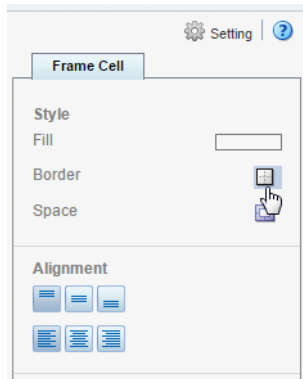 Setting
Frame Cell
Style
Fill
Border
Space
Alignment